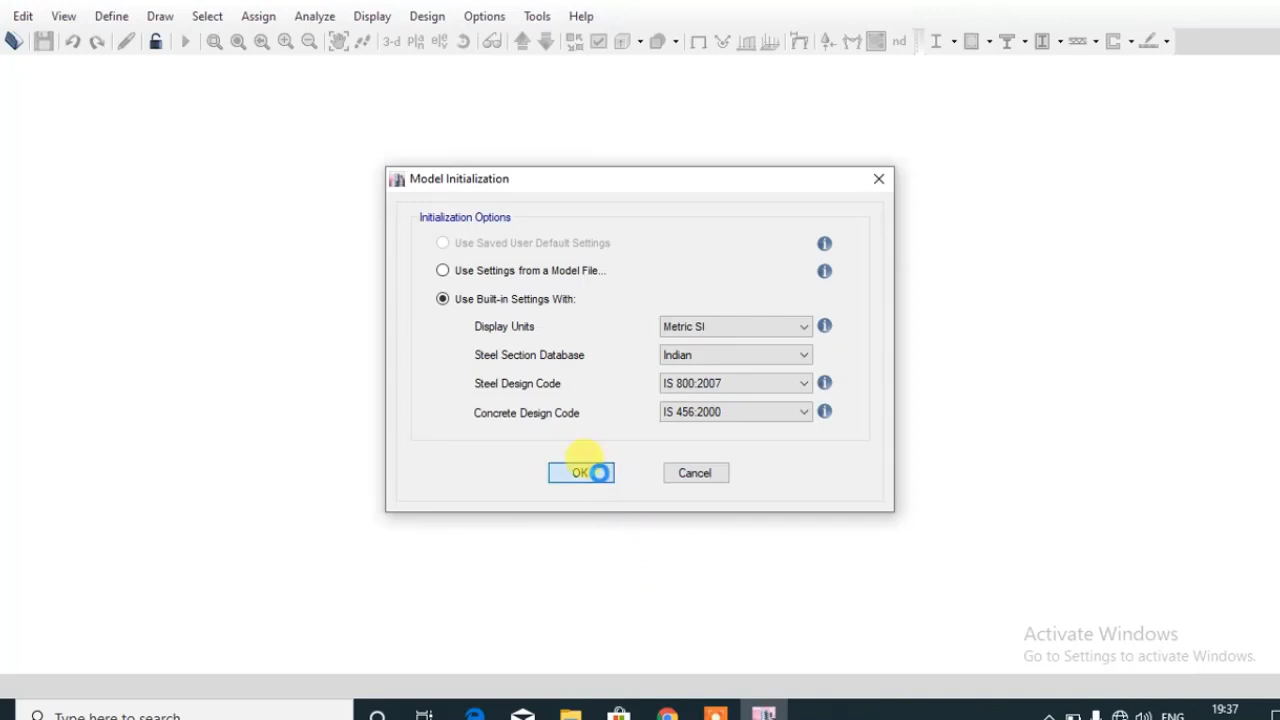 Edit View Define Draw Select Assign Analyze Display Design Options Tools Help
3-d nd
Model Initialization
Initialization Options
Use Saved User Default Settings
Use Settings from a Model File...
Use Built-in Settings With:
Display Units Metric SI
Steel Section Database Indian
Steel Design Code IS 800:2007
Concrete Design Code IS 456:2000
OK Cancel
Activate Windows
Go to Settings to activate Windows.
Type here to search ENG 19:37